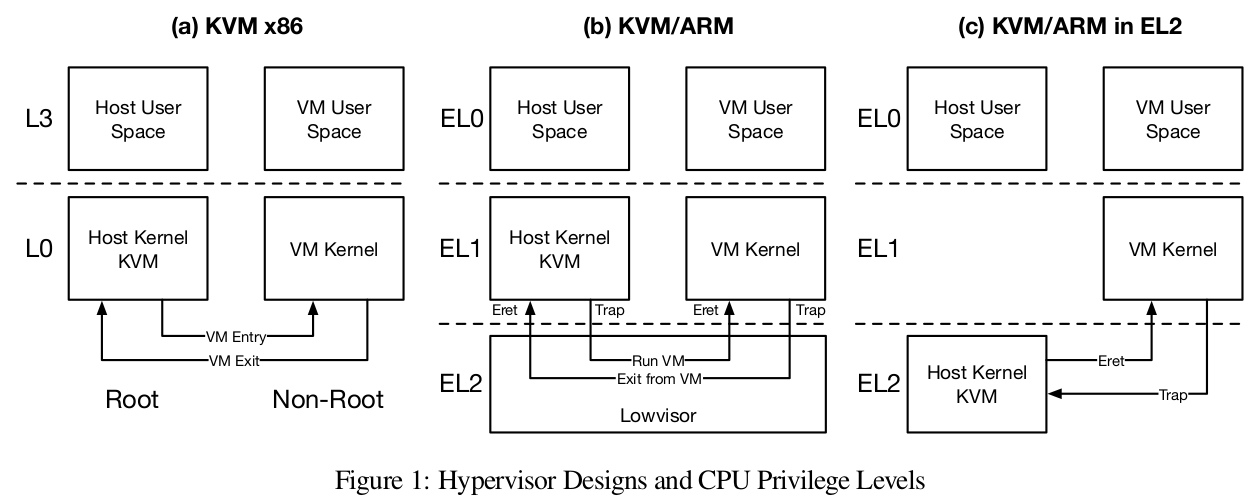 (a) KVM x86
L3
Host User
Space
VM User
Space
L0
Host Kernel
KVM
VM Kernel
VM Entry
VM Exit
Root
Non-Root
(b) KVM/ARM
EL0
Host User
Space
VM User
Space
EL1
Host Kernel
KVM
VM Kernel
Eret
Trap
Eret
Trap
EL2
Run VM
Exit from VM
Lowvisor
(c) KVM/ARM in EL2
EL0
Host User
Space
VM User
Space
EL1
VM Kernel
EL2
Host Kernel
KVM
Eret
Trap
Figure 1: Hypervisor Designs and CPU Privilege Levels